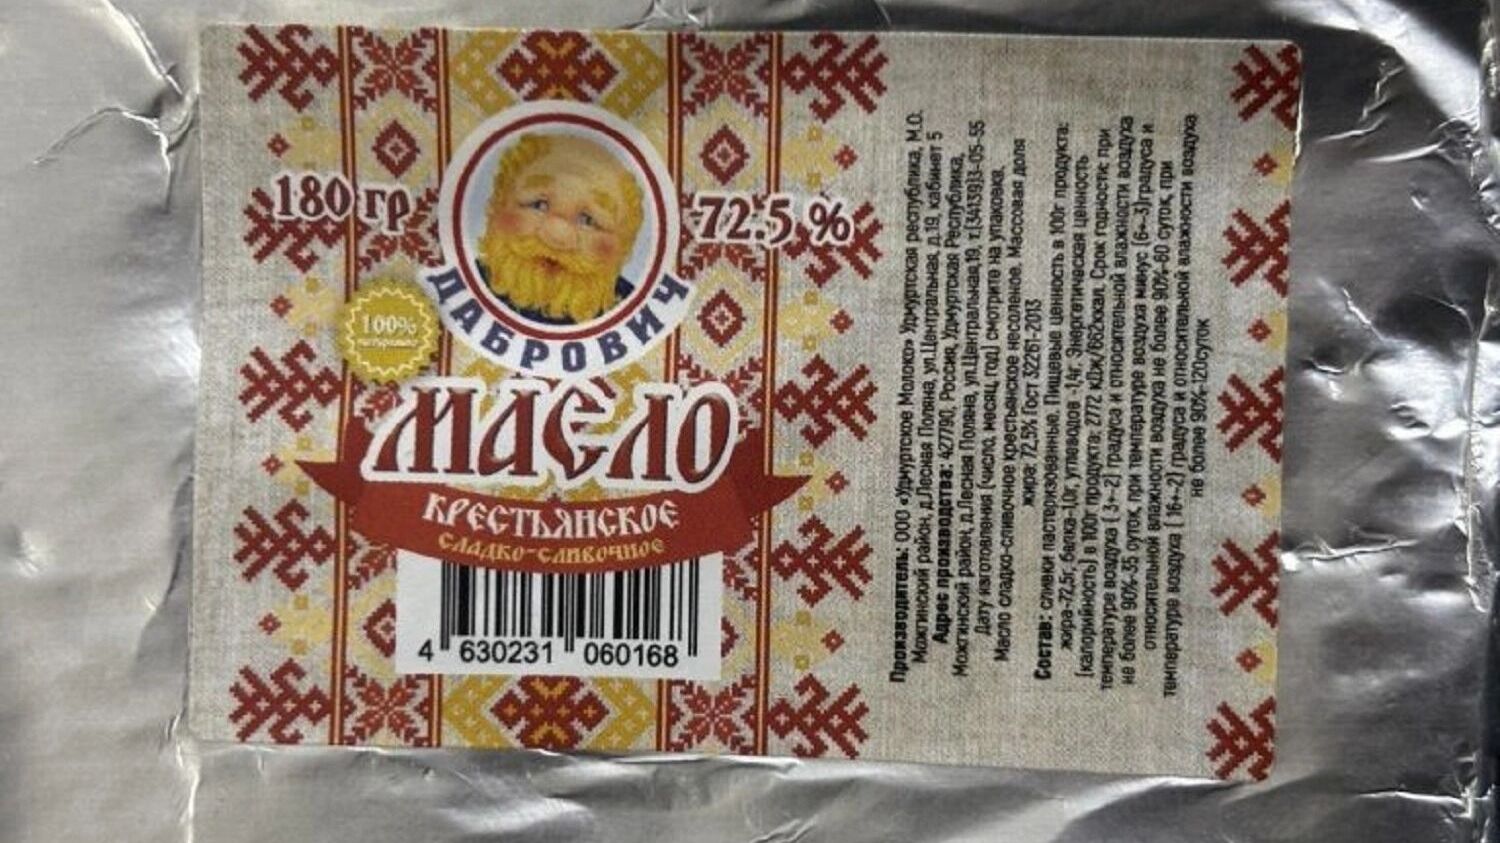 180 гр
72.5 %
ДАБРОВИЧ
100%
натурально
МАСЛО
КРЕСТЬЯНСКОЕ
СЛАДКО-СЛИВОЧНОЕ
4 630231 060168
Производитель: ООО «Удмуртское Молоко» Удмуртская республика, М.О.
Можгинский район, д.Лесная Поляна, ул.Центральная, д.19, кабинет 5
Адрес производства: 427790, Россия, Удмуртская Республика,
Можгинский район, д.Лесная Поляна, ул.Центральная,19, т.(34139)3-05-55
Дату изготовления (число, месяц, год) смотрите на упаковке.
Масло сладко-сливочное крестьянское несоленое. Массовая доля
жира: 72,5% Гост 32261-2013
Состав: сливки пастеризованные. Пищевые ценность в 100г продукта:
жира-72,5г, белка-1,0г, углеводов -1,4г. Энергетическая ценность
(калорийность) в 100г продукта: 2772 кДж/662ккал. Срок годности: при
температуре воздуха ( 3+-2) градуса и относительной влажности воздуха
не более 90%-35 суток, при температуре воздуха минус (6+-3)градуса и
относительной влажности воздуха не более 90%-60 суток, при
температуре воздуха ( 16+-2) градуса и относительной влажности воздуха
не более 90%-120суток